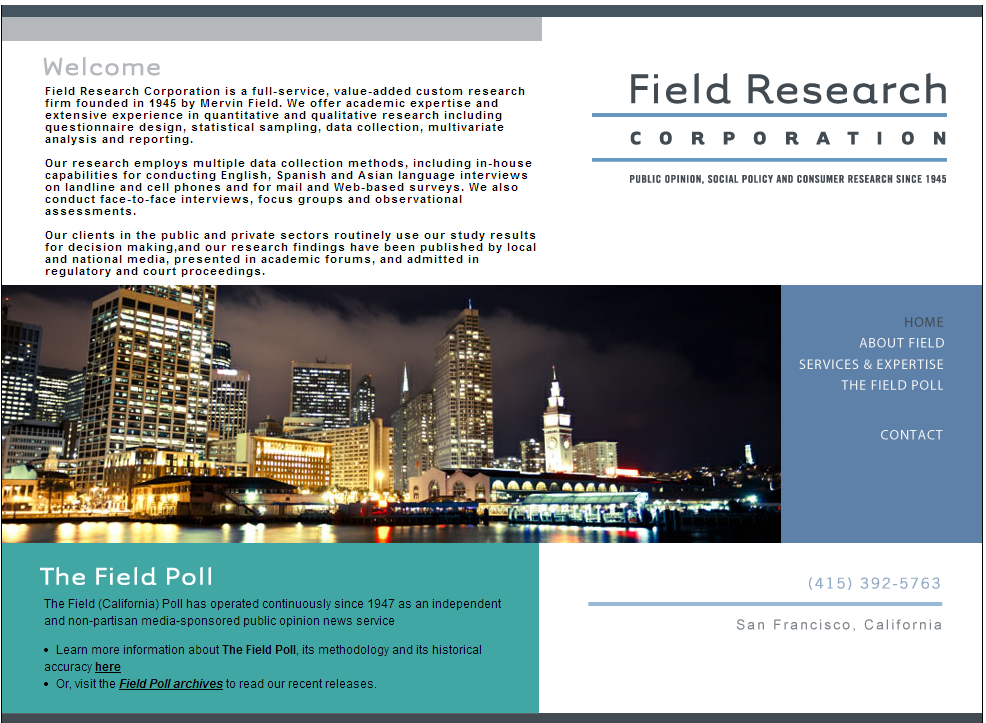 Welcome
Field Research Corporation is a full-service, value-added custom research
firm founded in 1945 by Mervin Field. We offer academic expertise and
extensive experience in quantitative and qualitative research including
questionnaire design, statistical sampling, data collection, multivariate
analysis and reporting.
Our research employs multiple data collection methods, including in-house
capabilities for conducting English, Spanish and Asian language interviews
on landline and cell phones and for mail and Web-based surveys. We also
conduct face-to-face interviews, focus groups and observational
assessments.
Our clients in the public and private sectors routinely use our study results
for decision making,and our research findings have been published by local
and national media, presented in academic forums, and admitted in
regulatory and court proceedings.
Field Research
CORPORATION
PUBLIC OPINION, SOCIAL POLICY AND CONSUMER RESEARCH SINCE 1945
HOME
ABOUT FIELD
SERVICES & EXPERTISE
THE FIELD POLL
CONTACT
The Field Poll
The Field (California) Poll has operated continuously since 1947 as an independent
and non-partisan media-sponsored public opinion news service
• Learn more information about The Field Poll, its methodology and its historical
accuracy here
• Or, visit the Field Poll archives to read our recent releases.
(415) 392-5763
San Francisco, California